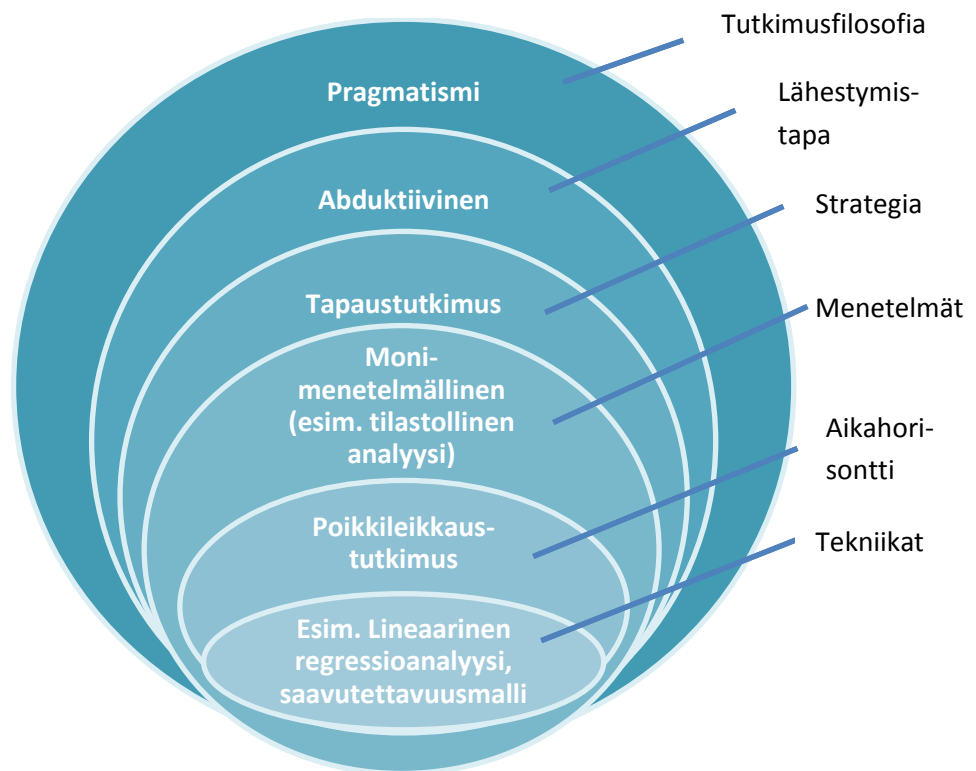 Tutkimusfilosofia
Pragmatismi
Lähestymis-
tapa
Abduktiivinen
Strategia
Tapaustutkimus
Menetelmät
Moni-
menetelmällinen
(esim. tilastollinen
analyysi)
Aikahori-
sontti
Poikkileikkaus-
tutkimus
Tekniikat
Esim. Lineaarinen
regressioanalyysi,
saavutettavuusmalli